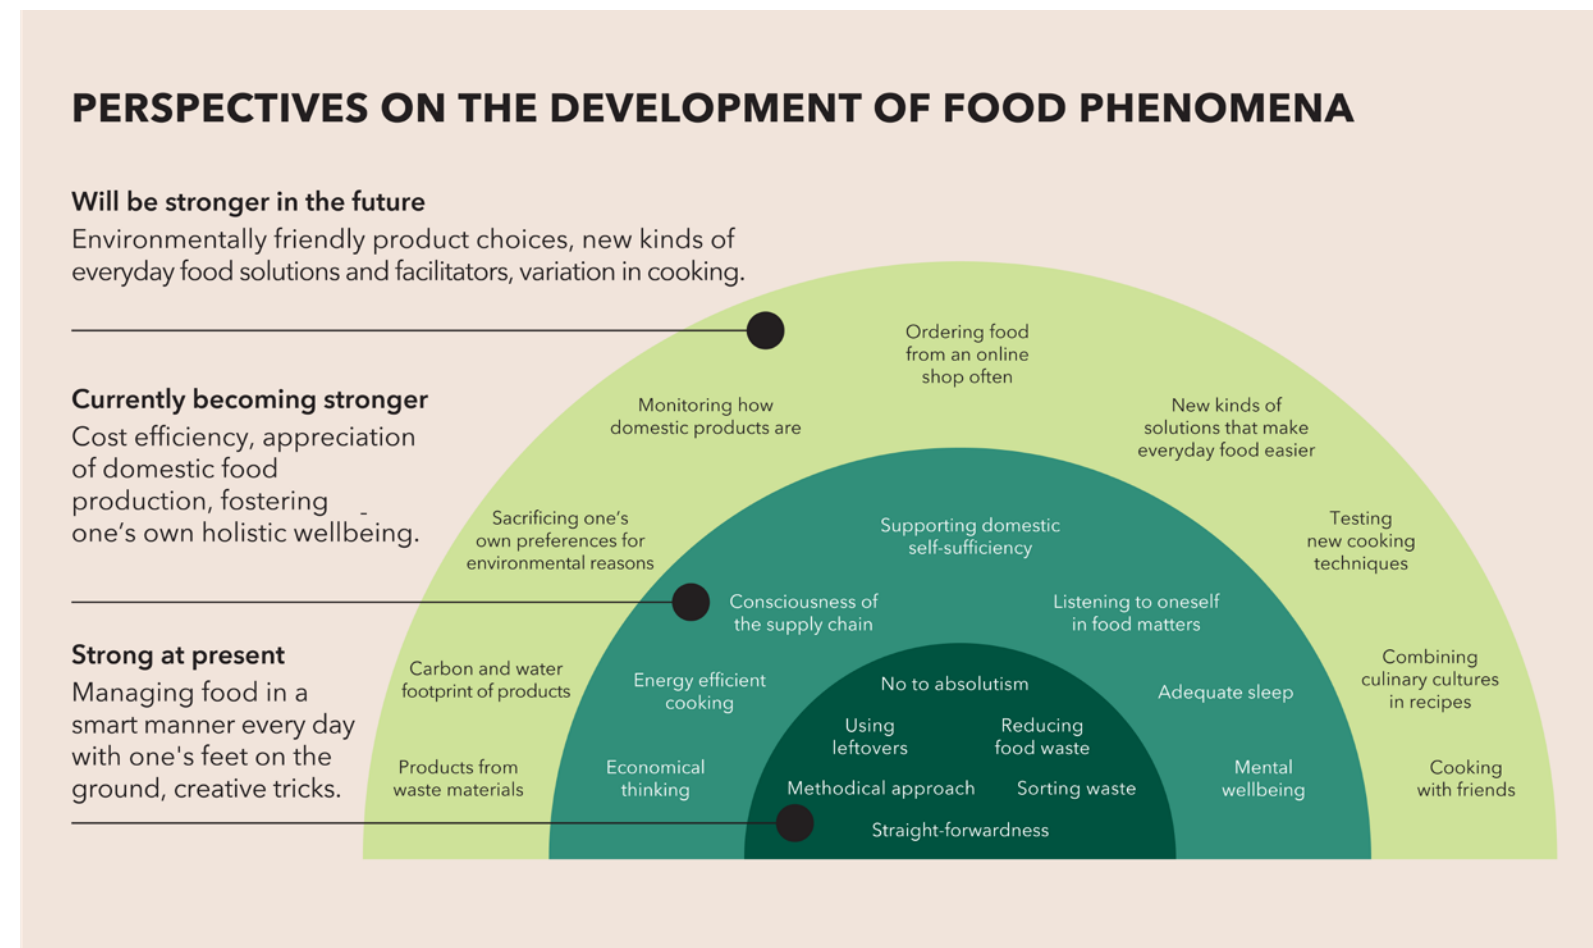 PERSPECTIVES ON THE DEVELOPMENT OF FOOD PHENOMENA
Will be stronger in the future
Environmentally friendly product choices, new kinds of
everyday food solutions and facilitators, variation in cooking.
Currently becoming stronger
Cost efficiency, appreciation
of domestic food
production, fostering -
one’s own holistic wellbeing.
Strong at present
Managing food in a
smart manner every day
with one's feet on the
ground, creative tricks.
Products from
waste materials
Carbon and water
footprint of products
Sacrificing one’s
own preferences for
environmental reasons
Monitoring how
domestic products are
Ordering food
from an online
shop often
New kinds of
solutions that make
everyday food easier
Testing
new cooking
techniques
Combining
culinary cultures
in recipes
Cooking
with friends
Economical
thinking
Energy efficient
cooking
Consciousness of
the supply chain
Supporting domestic
self-sufficiency
Listening to oneself
in food matters
Adequate sleep
Mental
wellbeing
No to absolutism
Using
leftovers
Reducing
food waste
Methodical approach
Sorting waste
Straight-forwardness